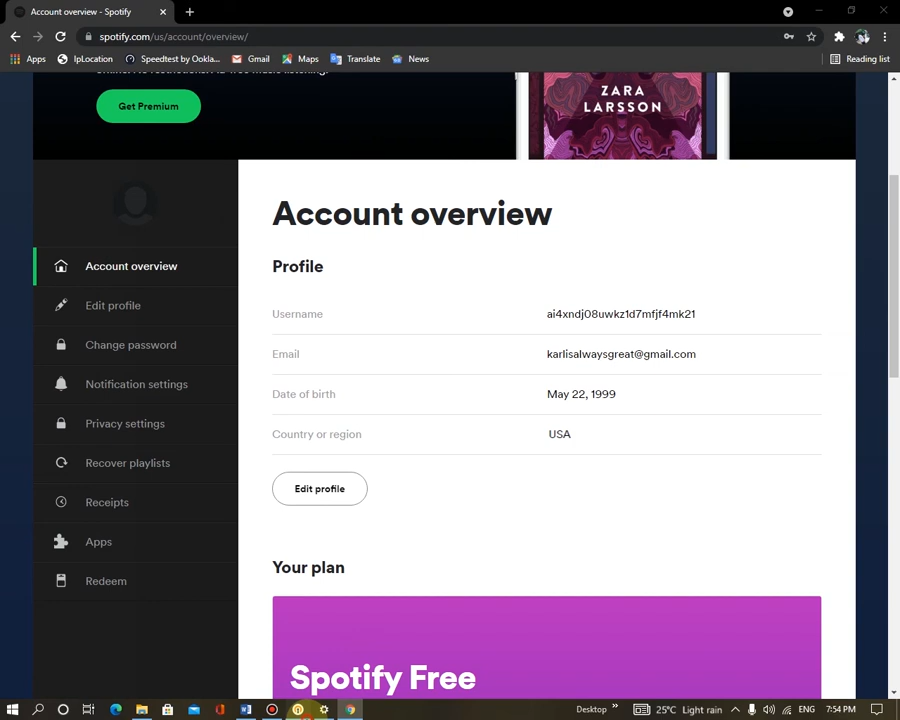 Account overview - Spotify
spotify.com/us/account/overview/
Apps
IpLocation
Speedtest by Ookla...
Gmail
Maps
Translate
News
Reading list
Get Premium
ZARA
LARSSON
Account overview
Edit profile
Change password
Notification settings
Privacy settings
Recover playlists
Receipts
Apps
Redeem
Account overview
Profile
Username ai4xndj08uwkz1d7mfjf4mk21
Email karlisalwaysgreat@gmail.com
Date of birth May 22, 1999
Country or region USA
Edit profile
Your plan
Spotify Free
Desktop
25°C Light rain
ENG
7:54 PM